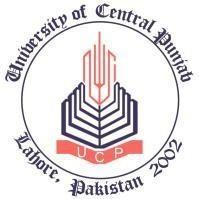 University of Central Punjab
UCP
Lahore, Pakistan 2002